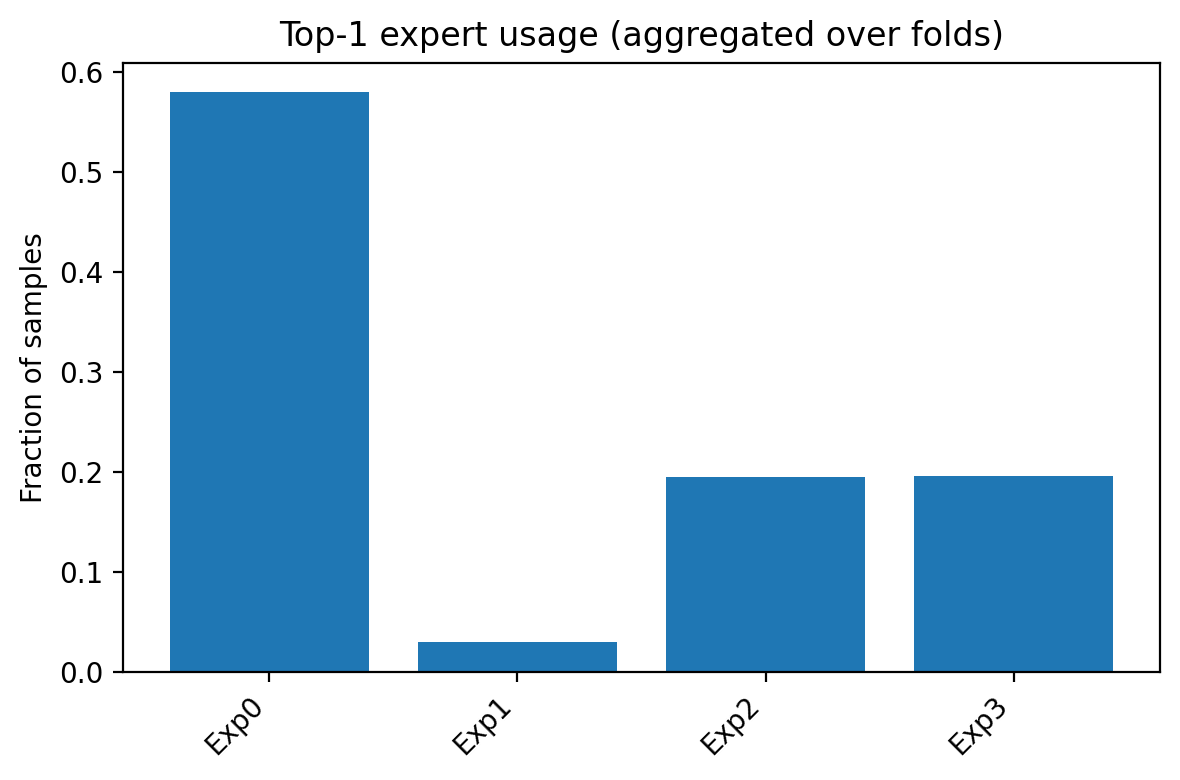 Top-1 expert usage (aggregated over folds)
Fraction of samples
0.6
0.5
0.4
0.3
0.2
0.1
0.0
Exp0
Exp1
Exp2
Exp3